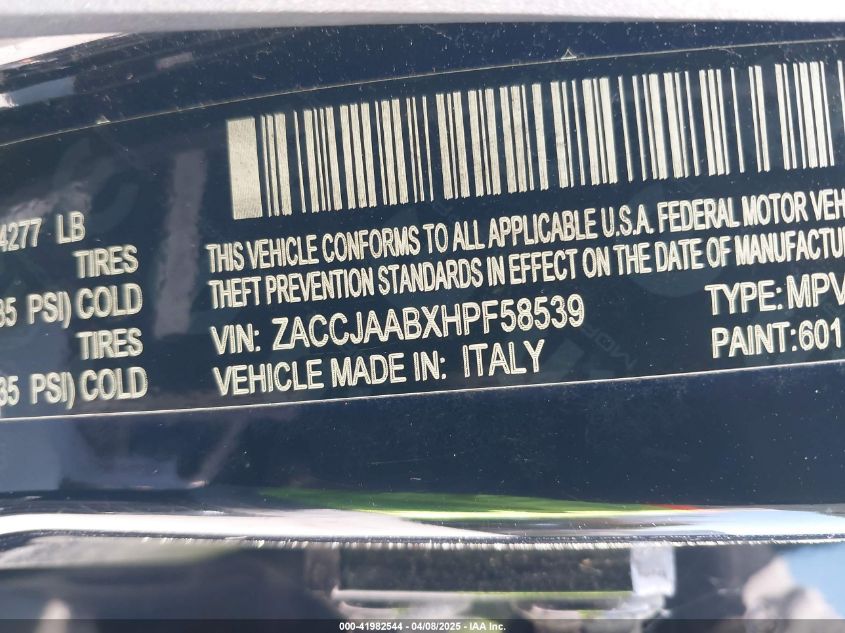 4277 LB
TIRES
35 PSI) COLD
TIRES
35 PSI) COLD
THIS VEHICLE CONFORMS TO ALL APPLICABLE U.S.A. FEDERAL MOTOR VEH
THEFT PREVENTION STANDARDS IN EFFECT ON THE DATE OF MANUFACTUR
VIN: ZACCJAABXHPF58539 TYPE: MPV
VEHICLE MADE IN: ITALY PAINT: 601
000-41982544 - 04/08/2025 - IAA Inc.